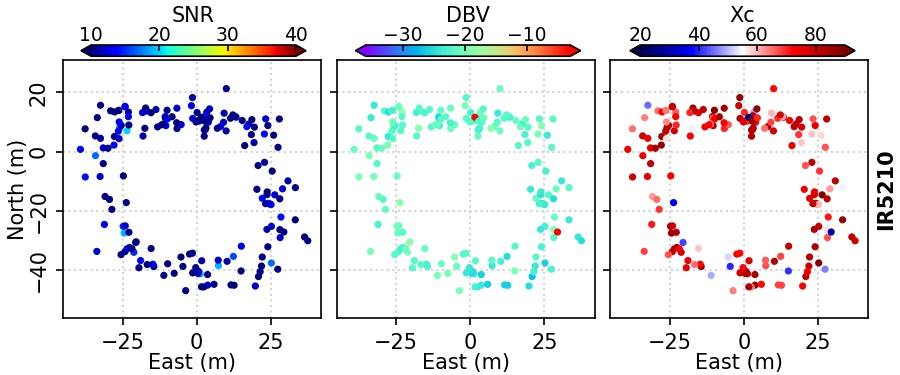 SNR DBV Xc
10 20 30 40 −30 −20 −10 20 40 60 80
20
0
−20
−40
North (m)
IR5210
−25 0 25 −25 0 25 −25 0 25
East (m) East (m) East (m)